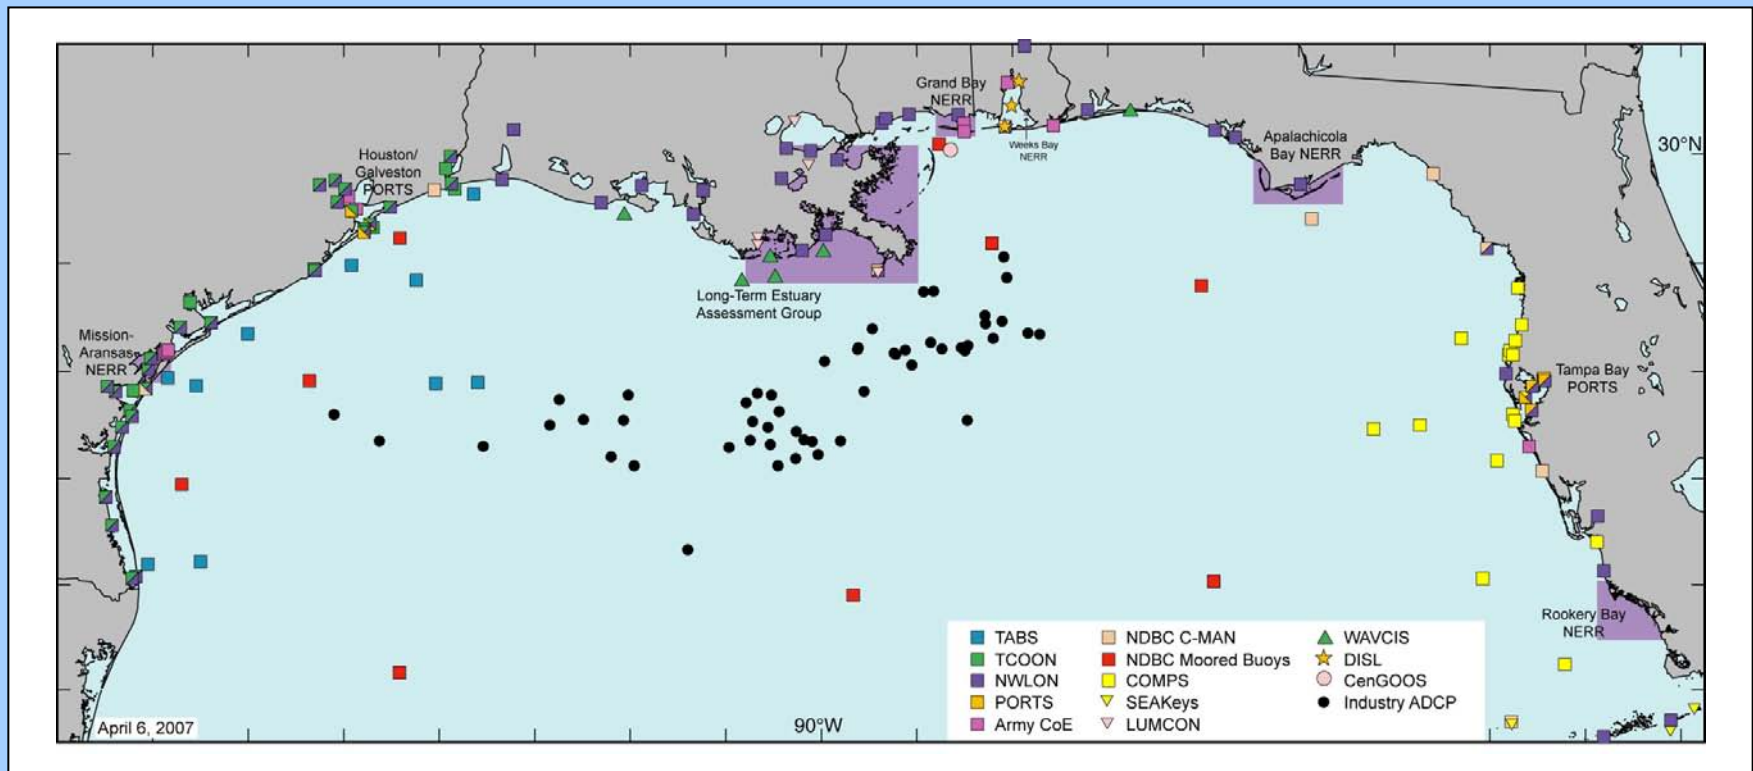 Grand Bay
NERR
Weeks Bay
NERR
Apalachicola
Bay NERR
30°N
Houston/
Galveston
PORTS
Long-Term Estuary
Assessment Group
Mission-
Aransas
NERR
Tampa Bay
PORTS
Rookery Bay
NERR
TABS
TCOON
NWLON
PORTS
Army CoE
NDBC C-MAN
NDBC Moored Buoys
COMPS
SEAKeys
LUMCON
WAVCIS
DISL
CenGOOS
Industry ADCP
April 6, 2007
90°W